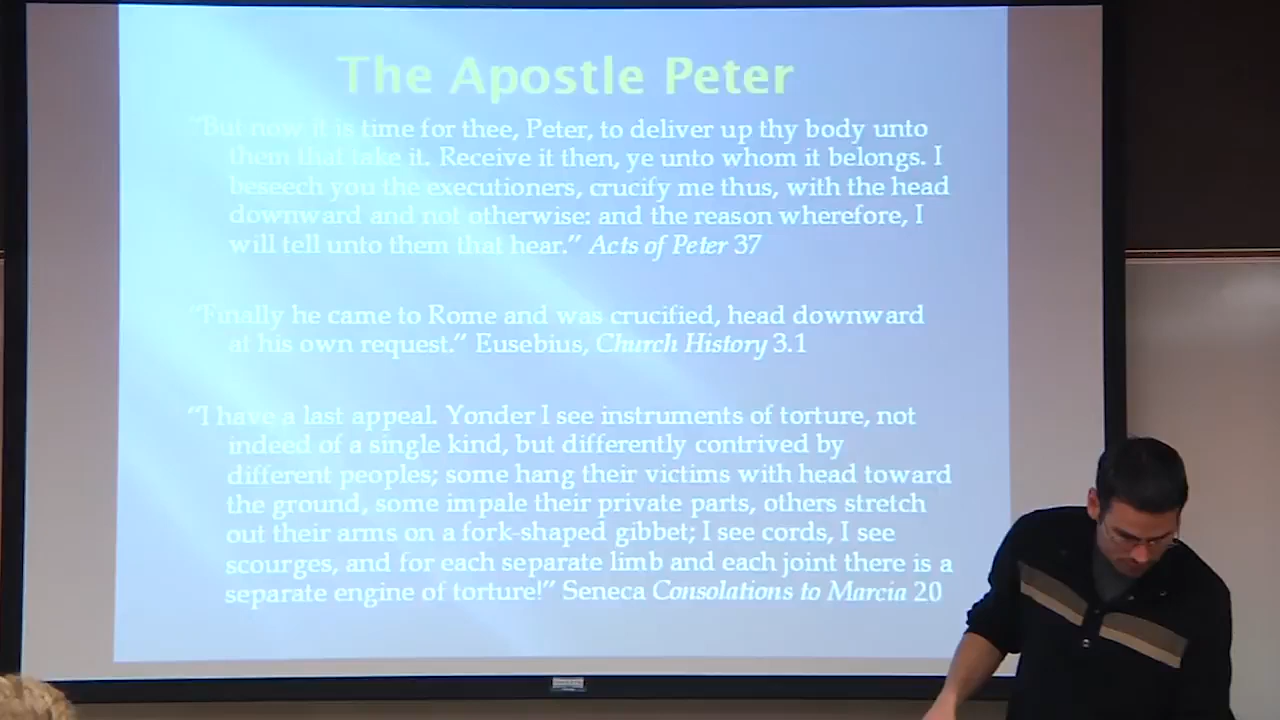 The Apostle Peter
“But now it is time for thee, Peter, to deliver up thy body unto
them that take it. Receive it then, ye unto whom it belongs. I
beseech you the executioners, crucify me thus, with the head
downward and not otherwise: and the reason wherefore, I
will tell unto them that hear.” Acts of Peter 37
“Finally he came to Rome and was crucified, head downward
at his own request.” Eusebius, Church History 3.1
“I have a last appeal. Yonder I see instruments of torture, not
indeed of a single kind, but differently contrived by
different peoples; some hang their victims with head toward
the ground, some impale their private parts, others stretch
out their arms on a fork-shaped gibbet; I see cords, I see
scourges, and for each separate limb and each joint there is a
separate engine of torture!” Seneca Consolations to Marcia 20